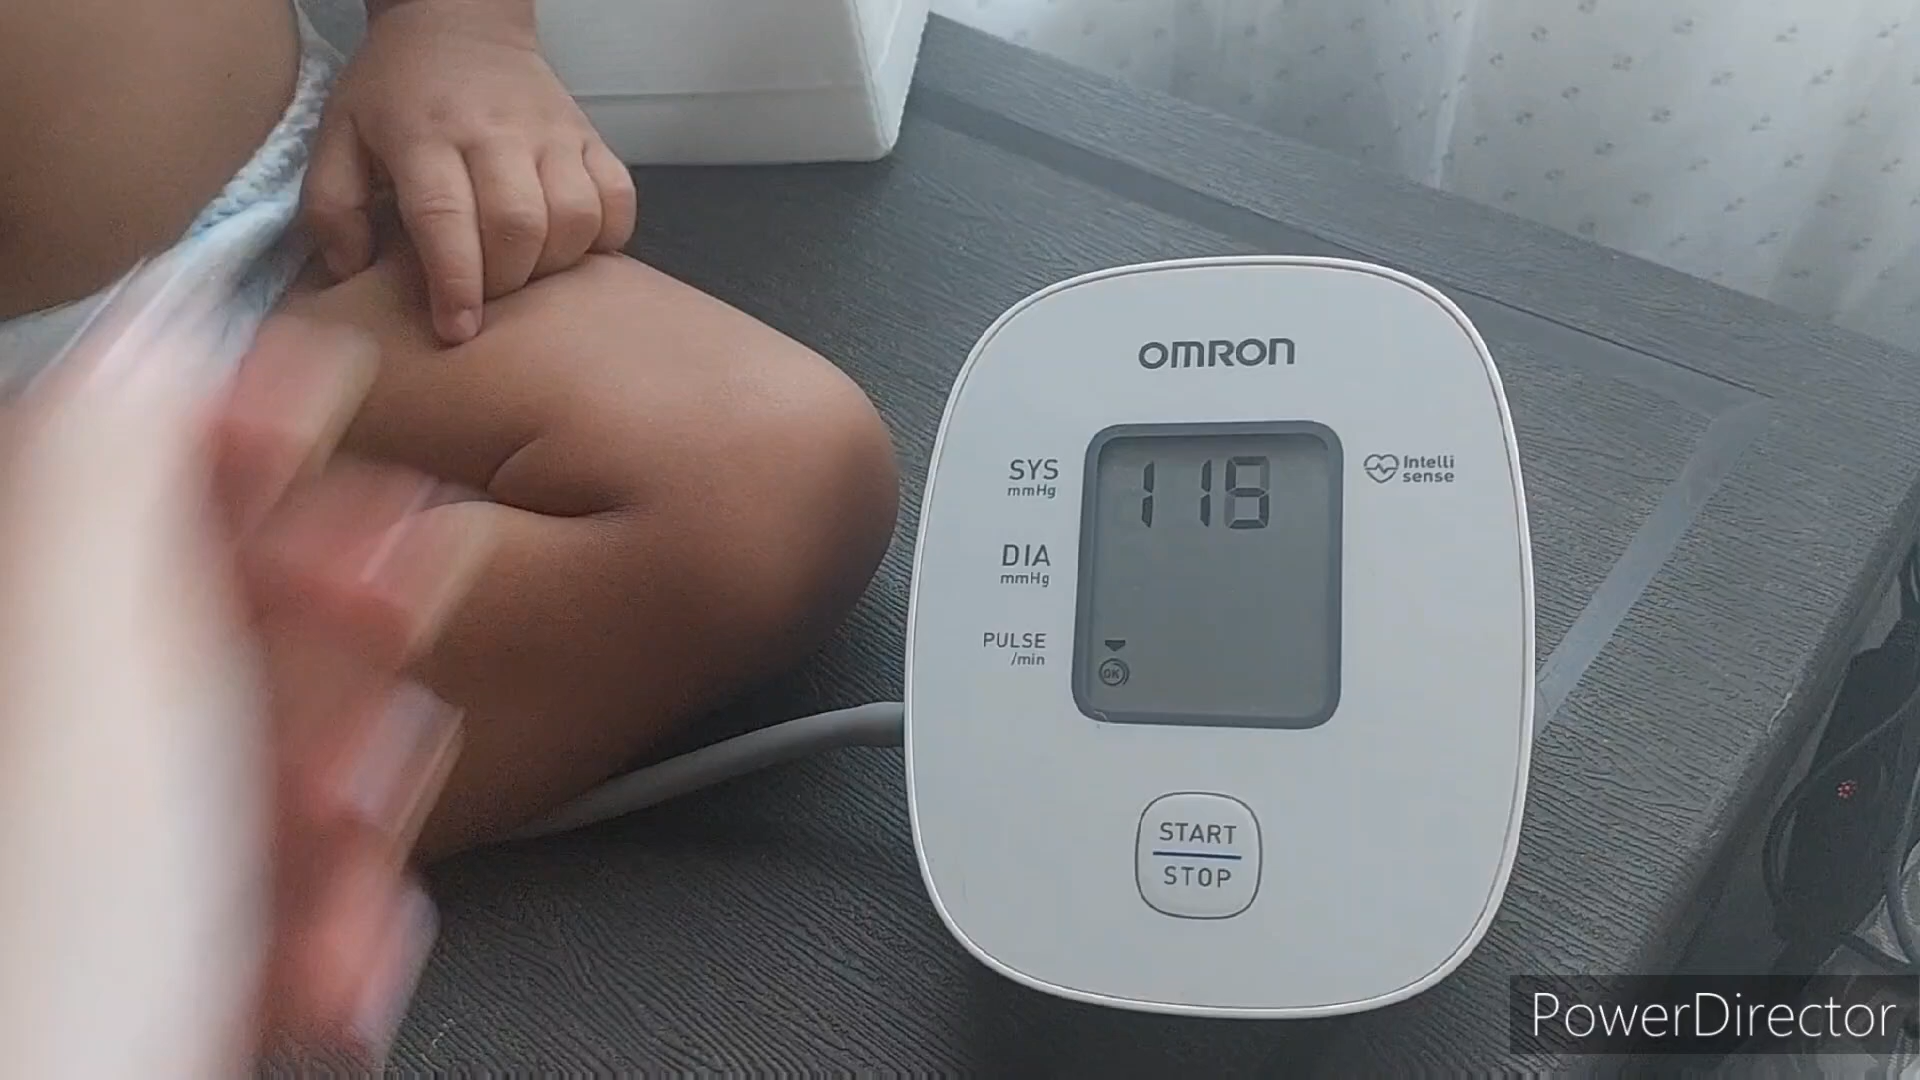 OMRON
SYS
mmHg
118
Intelli
sense
DIA
mmHg
PULSE
/min
OK
START
STOP
PowerDirector